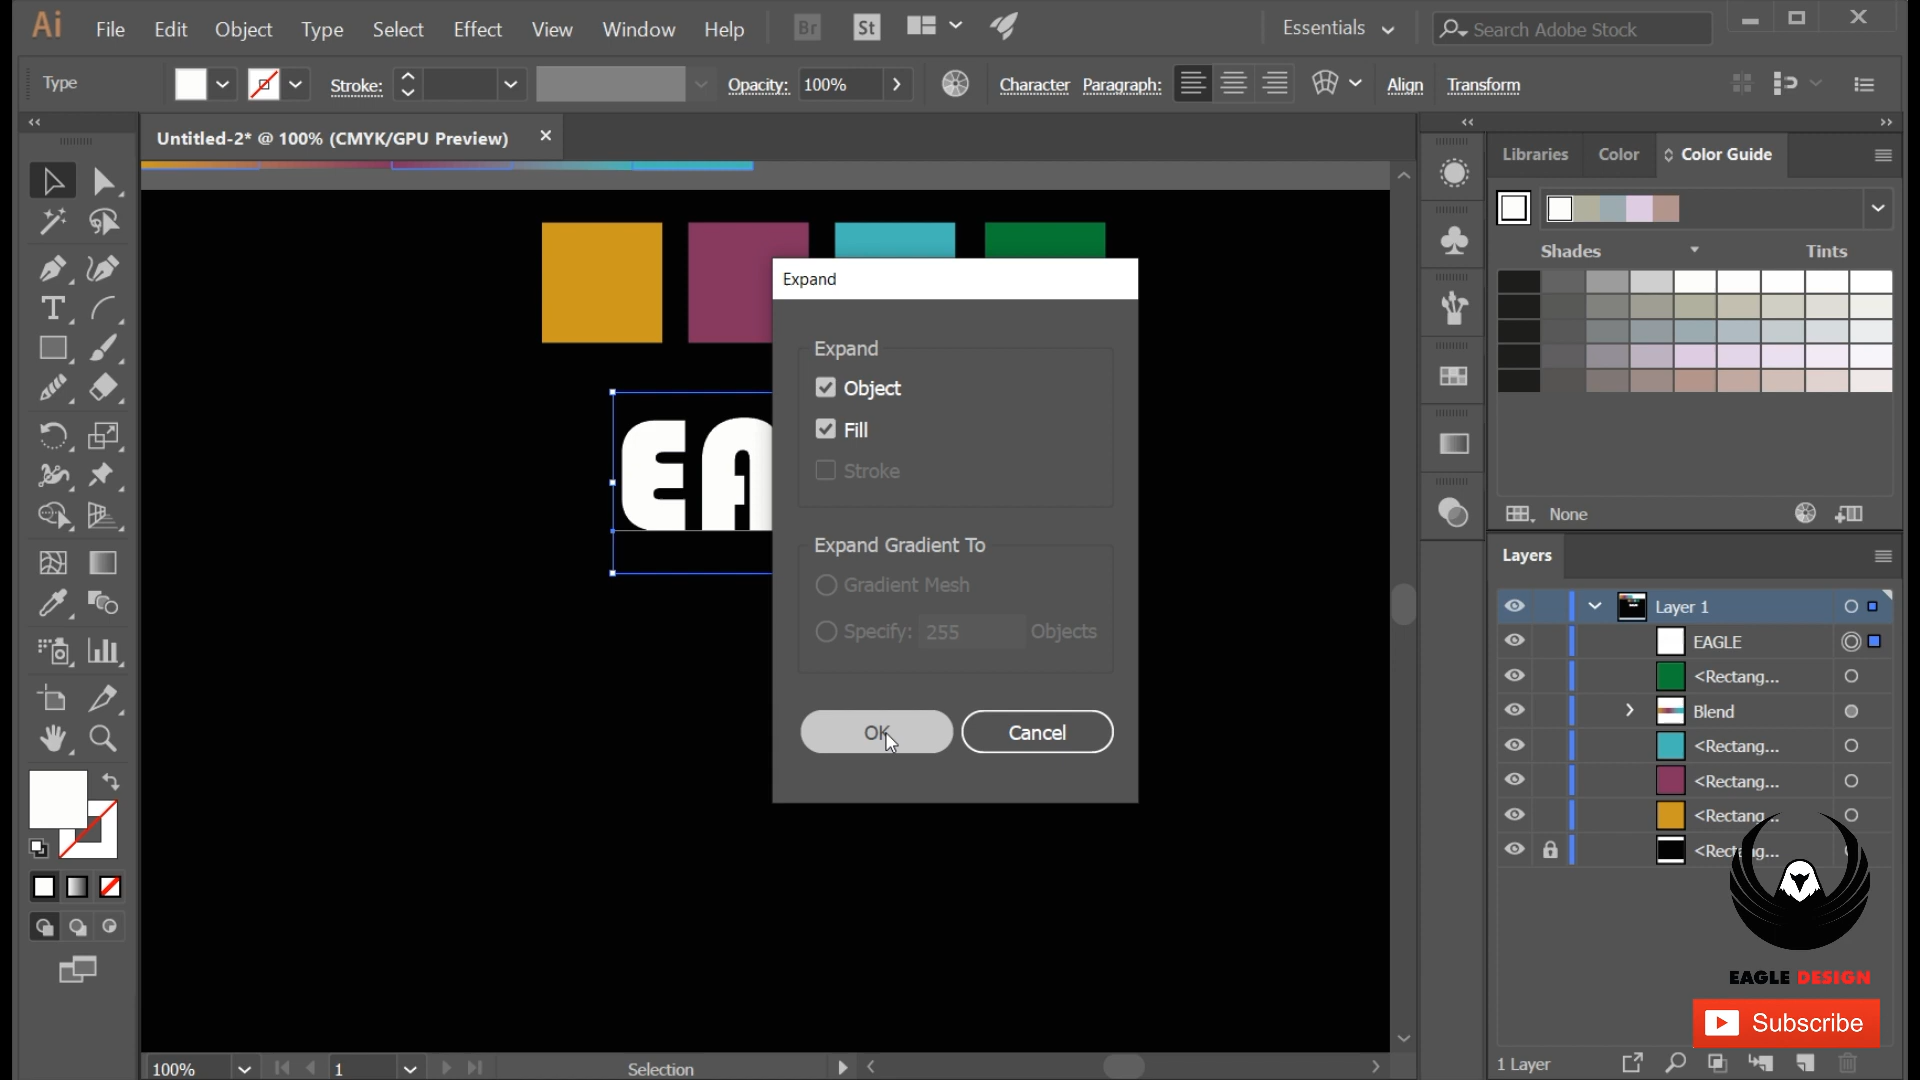 Ai File Edit Object Type Select Effect View Window Help Br St Essentials Search Adobe Stock
Type Stroke: Opacity: 100% Character Paragraph: Align Transform
Untitled-2* @ 100% (CMYK/GPU Preview)
Libraries Color Color Guide
Shades Tints
None
Expand
Expand
Object
Fill
Stroke
Expand Gradient To
Gradient Mesh
Specify: 255 Objects
OK Cancel
EA
Layers
Layer 1
EAGLE
<Rectang...
Blend
<Rectang...
<Rectang...
<Rectang...
<Rectang...
EAGLE DESIGN
Subscribe
1 Layer
100% 1 Selection